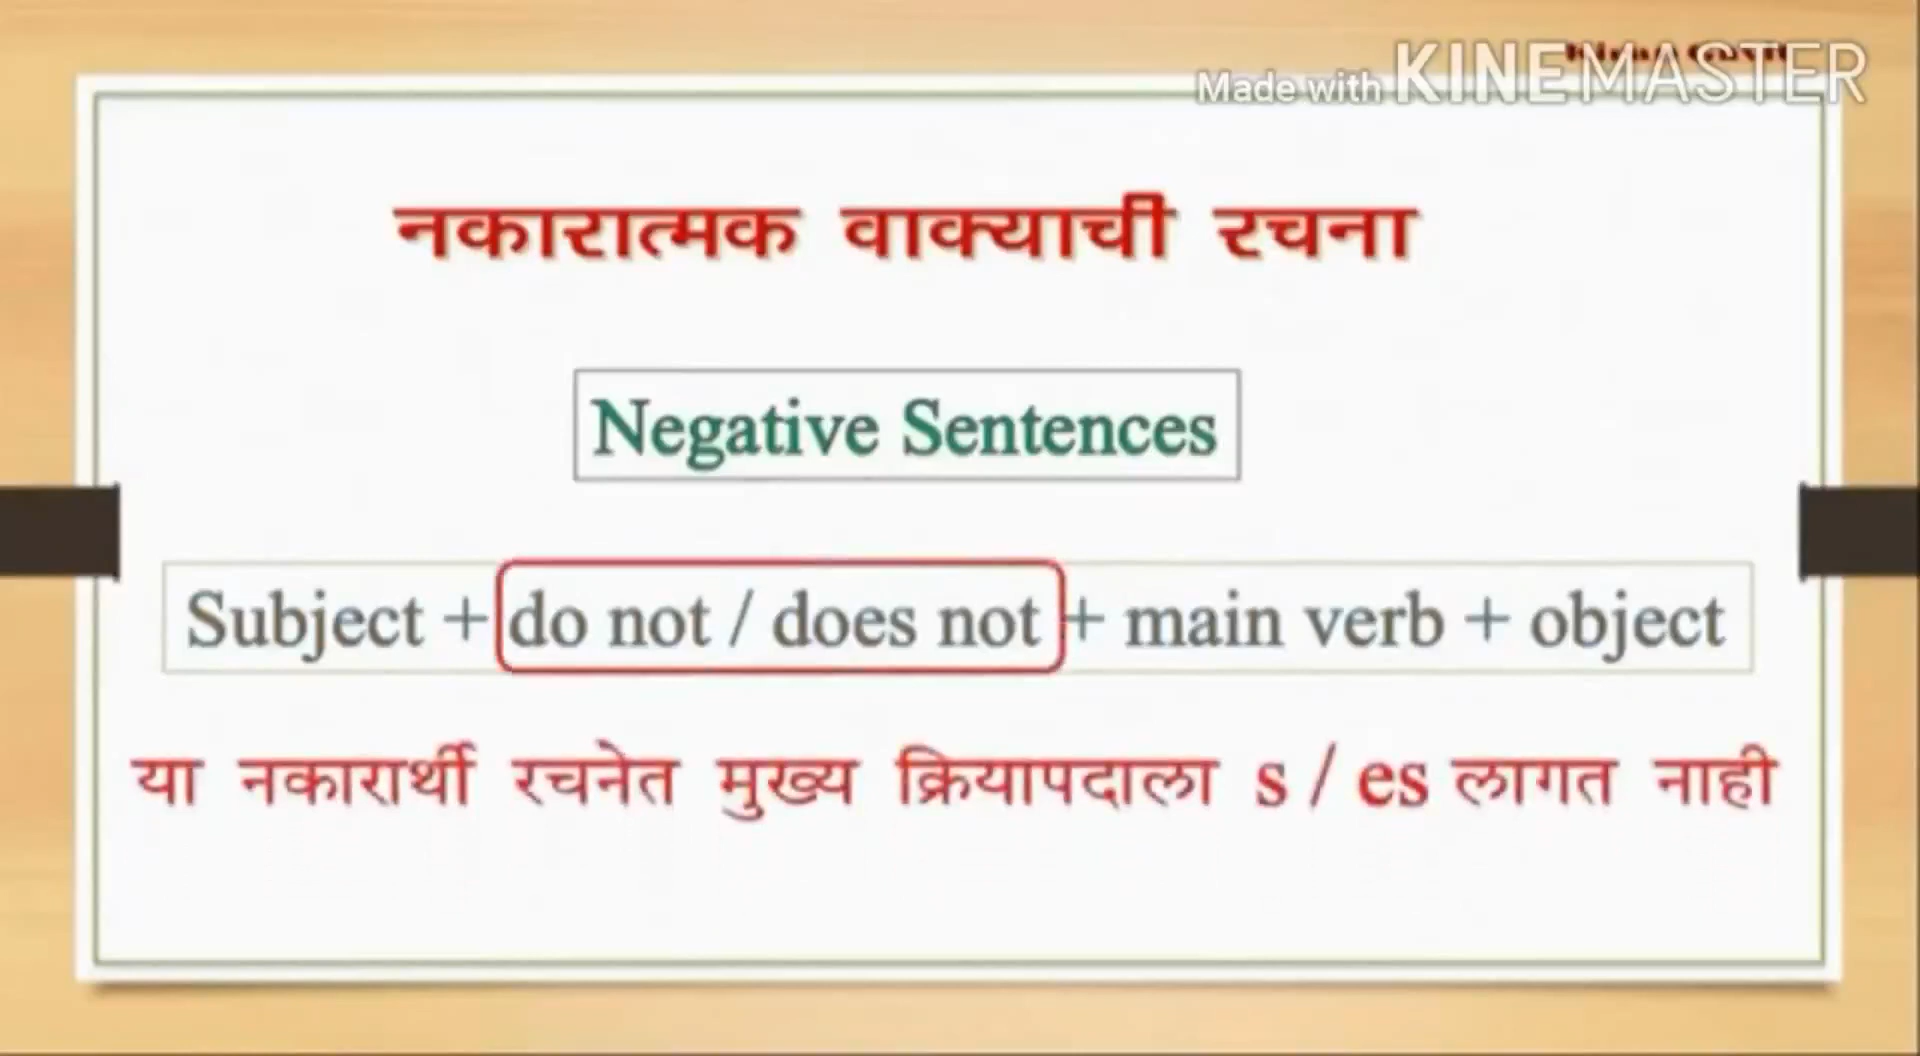 Made with KINEMASTER
नकारात्मक वाक्याची रचना
Negative Sentences
Subject + do not / does not + main verb + object
या नकारार्थी रचनेत मुख्य क्रियापदाला s / es लागत नाही